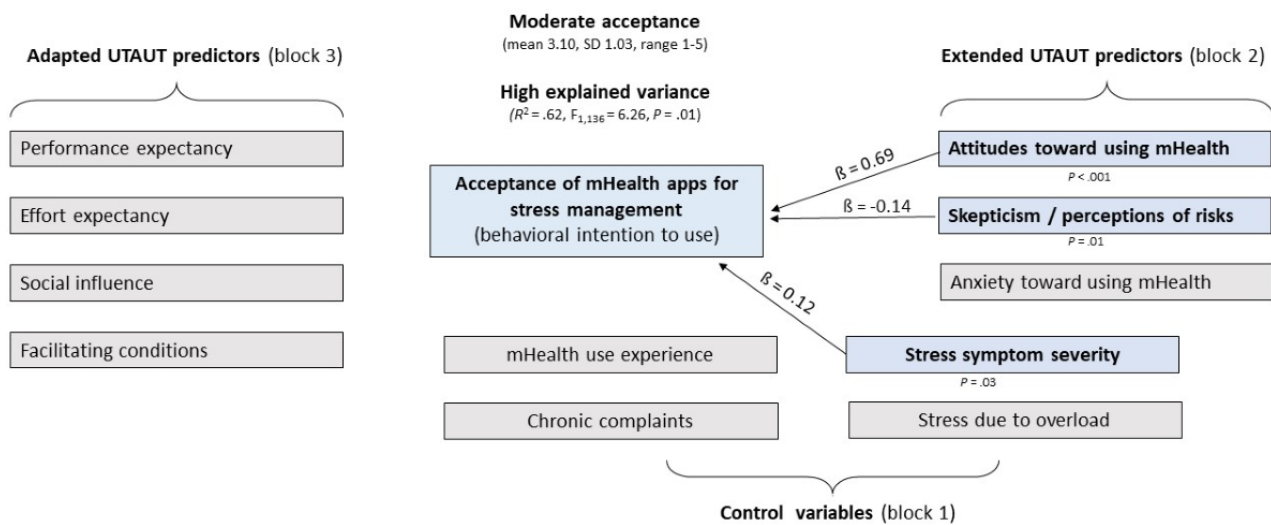 Moderate acceptance
(mean 3.10, SD 1.03, range 1-5)
High explained variance
(R² = .62, F1,136 = 6.26, P = .01)
Adapted UTAUT predictors (block 3)
Performance expectancy
Effort expectancy
Social influence
Facilitating conditions
Acceptance of mHealth apps for
stress management
(behavioral intention to use)
ß = 0.69
ß = -0.14
ß = 0.12
Extended UTAUT predictors (block 2)
Attitudes toward using mHealth
P < .001
Skepticism / perceptions of risks
P = .01
Anxiety toward using mHealth
mHealth use experience
Stress symptom severity
P = .03
Chronic complaints
Stress due to overload
Control variables (block 1)